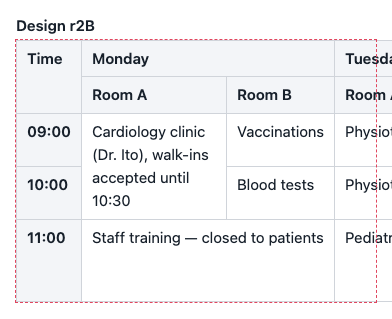 Design r2B
Time Monday
Room A Room B Room
09:00 Cardiology clinic Vaccinations
(Dr. Ito), walk-ins
accepted until
10:00 Blood tests
10:30
11:00 Staff training — closed to patients